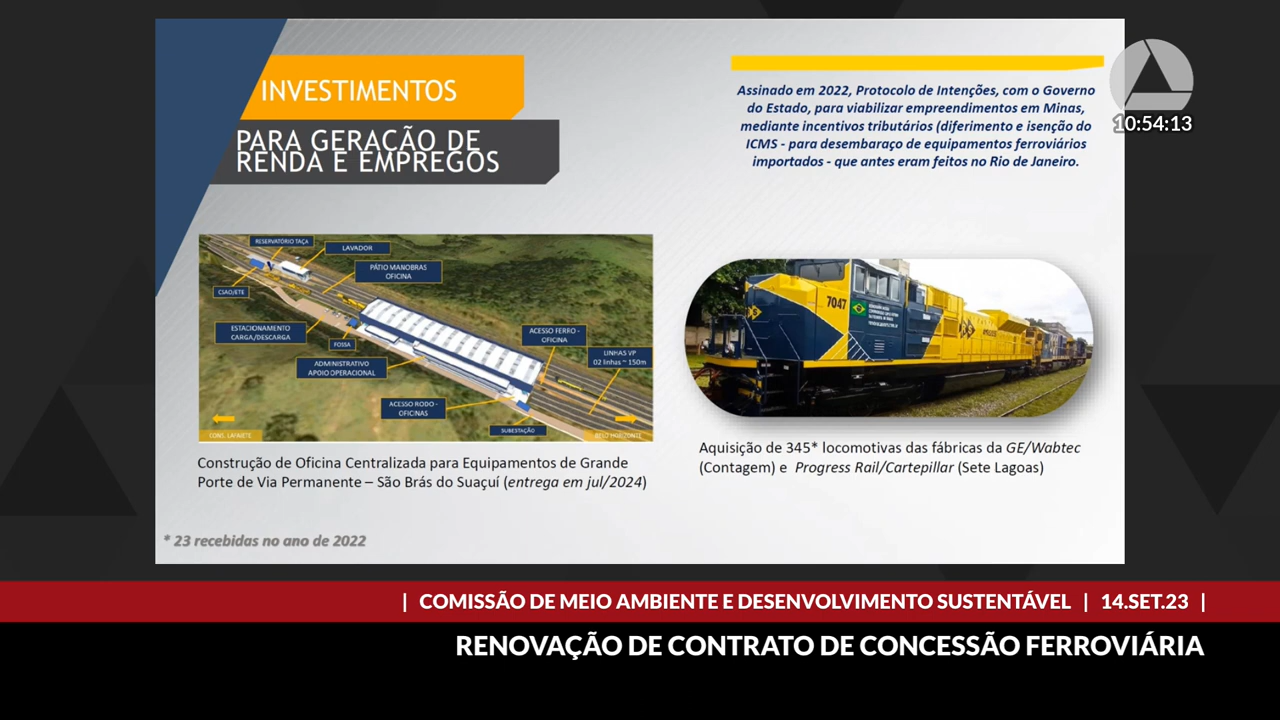 INVESTIMENTOS
PARA GERAÇÃO DE
RENDA E EMPREGOS
Assinado em 2022, Protocolo de Intenções, com o Governo
do Estado, para viabilizar empreendimentos em Minas,
mediante incentivos tributários (diferimento e isenção do
ICMS - para desembaraço de equipamentos ferroviários
importados - que antes eram feitos no Rio de Janeiro.
10:54:13
RESERVATÓRIO TAÇA
LAVADOR
PÁTIO MANOBRAS
OFICINA
CSAO/ETE
ESTACIONAMENTO
CARGA/DESCARGA
FOSSA
ADMINISTRATIVO
APOIO OPERACIONAL
ACESSO FERRO -
OFICINA
LINHAS VP
02 linhas ~ 150m
ACESSO RODO -
OFICINAS
SUBESTAÇÃO
CONS. LAFAIETE
BELO HORIZONTE
7047
Construção de Oficina Centralizada para Equipamentos de Grande
Porte de Via Permanente – São Brás do Suaçuí (entrega em jul/2024)
Aquisição de 345* locomotivas das fábricas da GE/Wabtec
(Contagem) e Progress Rail/Cartepillar (Sete Lagoas)
* 23 recebidas no ano de 2022
| COMISSÃO DE MEIO AMBIENTE E DESENVOLVIMENTO SUSTENTÁVEL | 14.SET.23 |
RENOVAÇÃO DE CONTRATO DE CONCESSÃO FERROVIÁRIA